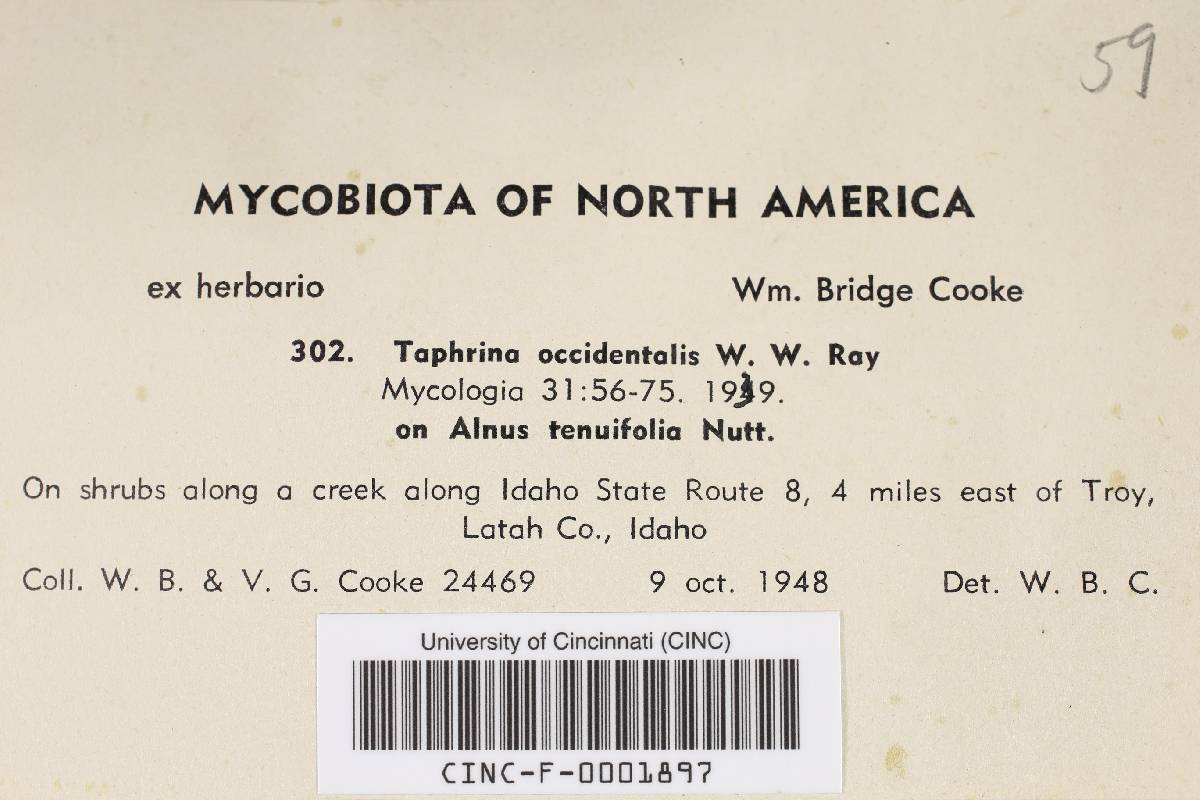 59
MYCOBIOTA OF NORTH AMERICA
ex herbario Wm. Bridge Cooke
302. Taphrina occidentalis W. W. Ray
Mycologia 31:56-75. 1939.
on Alnus tenuifolia Nutt.
On shrubs along a creek along Idaho State Route 8, 4 miles east of Troy,
Latah Co., Idaho
Coll. W. B. & V. G. Cooke 24469 9 oct. 1948 Det. W. B. C.
University of Cincinnati (CINC)
CINC-F-0001897